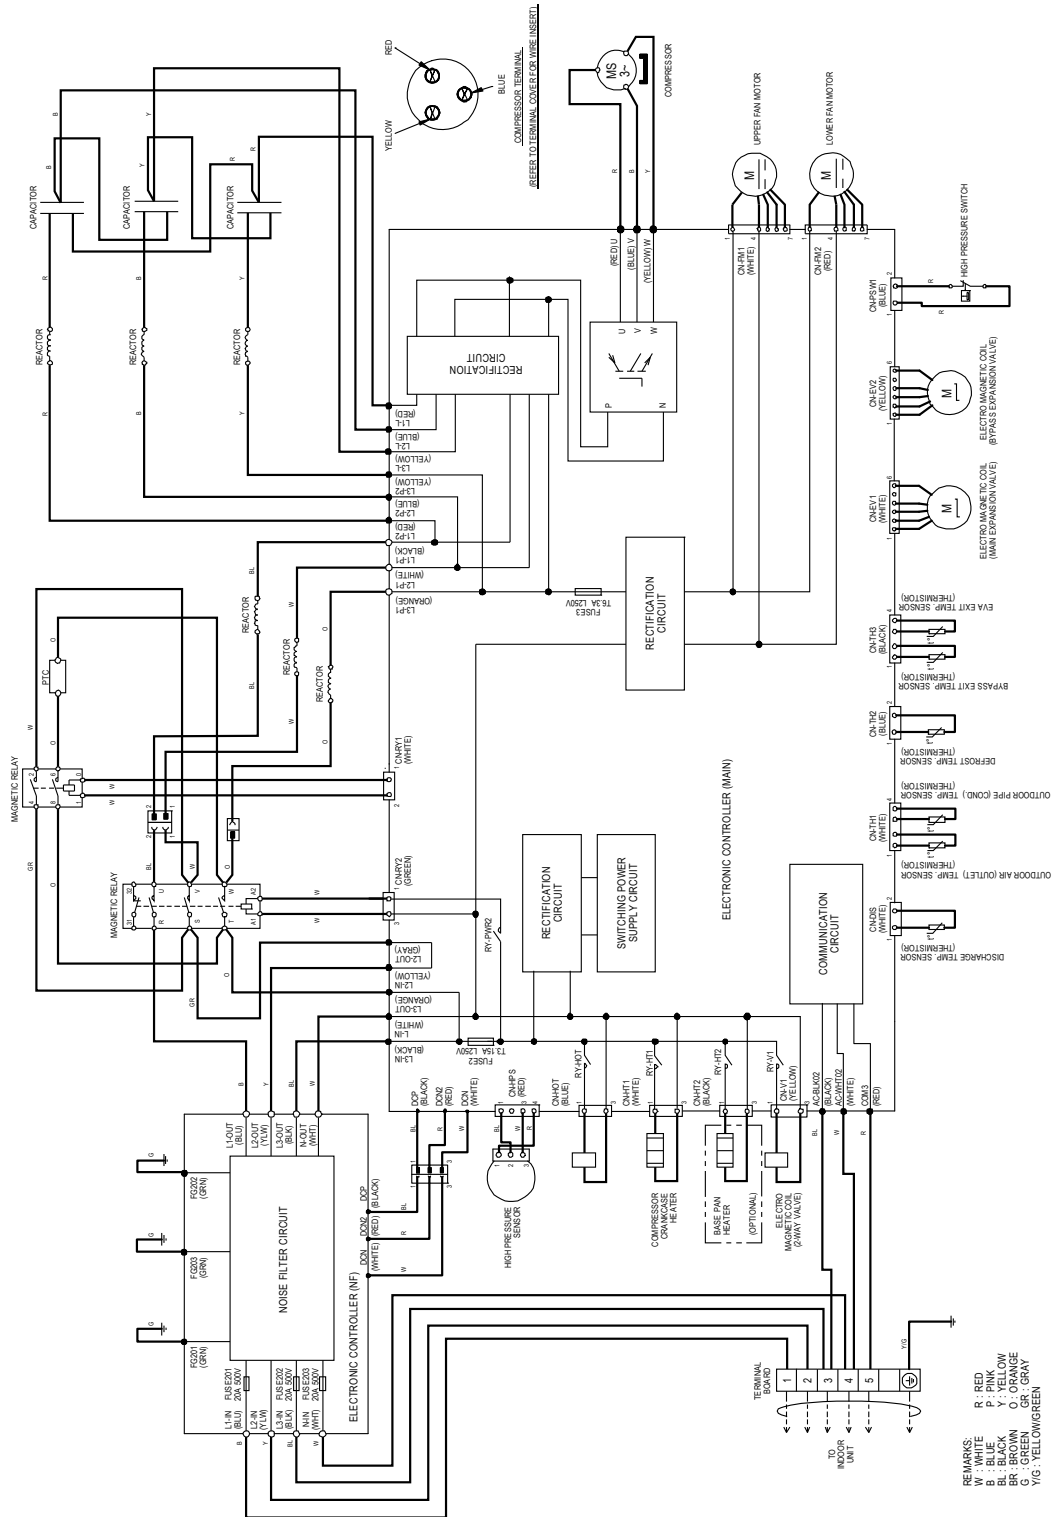 RED
BLUE
YELLOW
COMPRESSOR TERMINAL
(REFER TO TERMINAL COVER FOR WIRE INSERT)
MS
3~
COMPRESSOR
CAPACITOR
CAPACITOR
CAPACITOR
REACTOR
REACTOR
REACTOR
UPPER FAN MOTOR
M
LOWER FAN MOTOR
M
(RED) U
(BLUE) V
(YELLOW) W
CN-FM1
(WHITE)
CN-FM2
(RED)
HIGH PRESSURE SWITCH
CN-PSW1
(BLUE)
RECTIFICATION
CIRCUIT
P
N
U
V
W
L1-L
(RED)
L2-L
(BLUE)
L3-L
(YELLOW)
L3-P2
(YELLOW)
L2-P2
(BLUE)
L1-P2
(RED)
L1-P1
(BLACK)
L2-P1
(WHITE)
L3-P1
(ORANGE)
CN-EV2
(YELLOW)
M
ELECTRO MAGNETIC COIL
(BYPASS EXPANSION VALVE)
CN-EV1
(WHITE)
M
ELECTRO MAGNETIC COIL
(MAIN EXPANSION VALVE)
FUSE3
T6.3A L250V
RECTIFICATION
CIRCUIT
REACTOR
REACTOR
REACTOR
PTC
MAGNETIC RELAY
MAGNETIC RELAY
CN-RY1
(WHITE)
CN-RY2
(GREEN)
RY-PWR2
EVA EXIT TEMP. SENSOR
(THERMISTOR)
CN-TH3
(BLACK)
BYPASS EXIT TEMP. SENSOR
(THERMISTOR)
CN-TH2
(BLUE)
DEFROST TEMP. SENSOR
(THERMISTOR)
OUTDOOR PIPE (COND.) TEMP. SENSOR
(THERMISTOR)
CN-TH1
(WHITE)
OUTDOOR AIR (OUTLET) TEMP. SENSOR
CN-DIS
(WHITE)
DISCHARGE TEMP. SENSOR
(THERMISTOR)
ELECTRONIC CONTROLLER (MAIN)
RECTIFICATION
CIRCUIT
SWITCHING POWER
SUPPLY CIRCUIT
COMMUNICATION
CIRCUIT
L2-OUT
(GRAY)
L2-IN
(YELLOW)
L3-OUT
(ORANGE)
L-IN
(WHITE)
L3-IN
(BLACK)
FUSE2
T3.15A L250V
RY-HOT
RY-HT1
RY-HT2
RY-V1
DCP
(BLACK)
DCN2
(RED)
DCN
(WHITE)
CN-HPS
(RED)
CN-HOT
(BLUE)
CN-HT1
(WHITE)
CN-HT2
(BLACK)
CN-V1
(YELLOW)
AC-BLK02
(BLACK)
AC-WHT02
(WHITE)
COM13
(RED)
HIGH PRESSURE
SENSOR
COMPRESSOR
CRANKCASE
HEATER
BASE PAN
HEATER
(OPTIONAL)
ELECTRO
MAGNETIC COIL
(2-WAY VALVE)
L1-OUT
(BLU)
L2-OUT
(YLW)
L3-OUT
(BLK)
N-OUT
(WHT)
FG202
(GRN)
FG203
(GRN)
FG201
(GRN)
NOISE FILTER CIRCUIT
DCP
(BLACK)
DCN2
(RED)
DCN
(WHITE)
ELECTRONIC CONTROLLER (NF)
FUSE201
20A 500V
FUSE202
20A 500V
FUSE203
20A 500V
L1-IN
(BLU)
L2-IN
(YLW)
L3-IN
(BLK)
N-IN
(WHT)
TERMINAL
BOARD
1
2
3
4
5
Y/G
TO
INDOOR
UNIT
REMARKS:
W : WHITE R : RED
B : BLUE P : PINK
BL : BLACK Y : YELLOW
BR : BROWN O : ORANGE
G : GREEN GR : GRAY
Y/G : YELLOW/GREEN